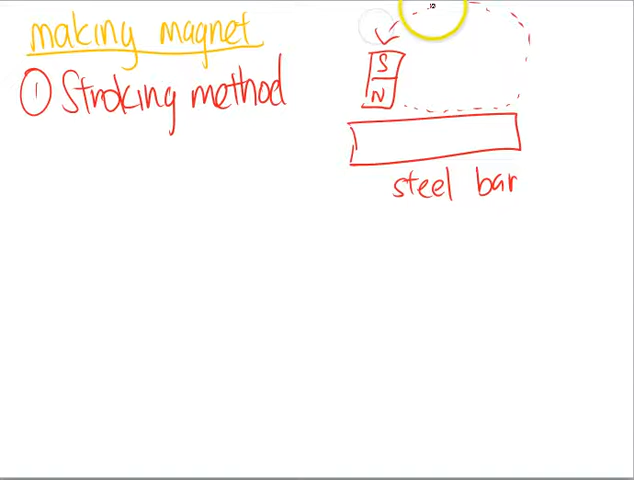 making magnet
① Stroking method
S
N
steel bar